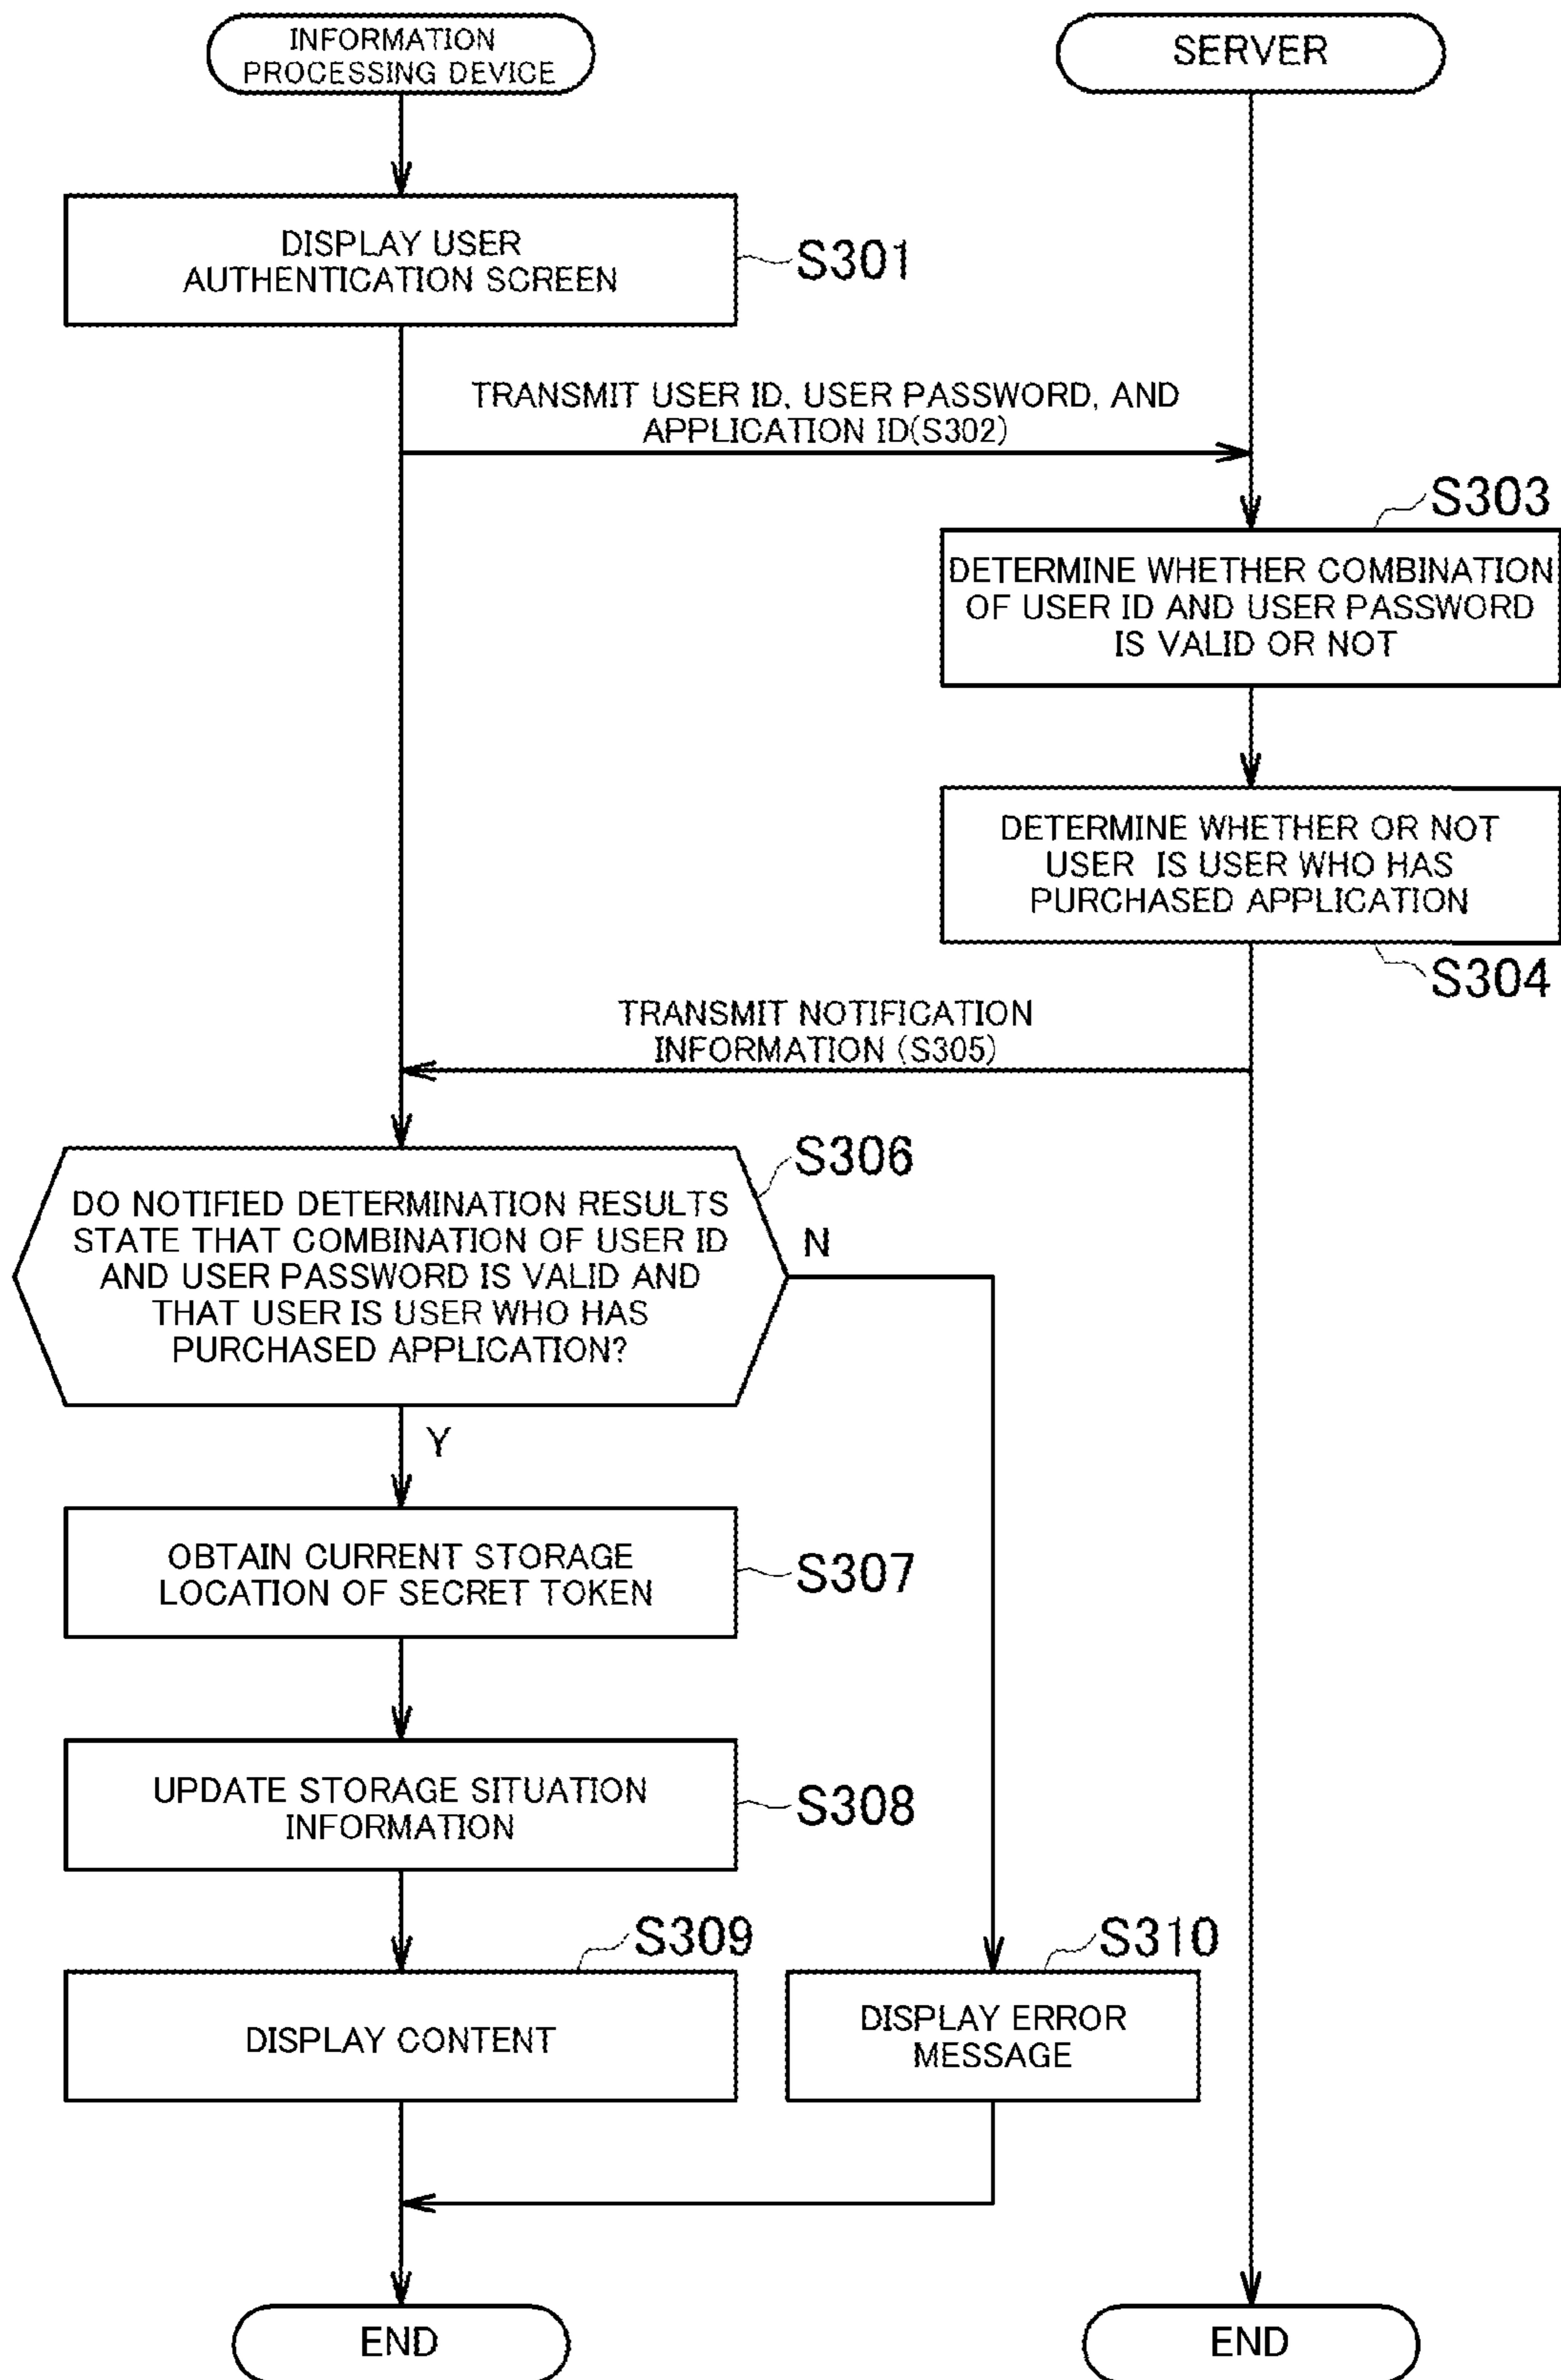 INFORMATION
PROCESSING DEVICE
SERVER
DISPLAY USER
AUTHENTICATION SCREEN
S301
TRANSMIT USER ID, USER PASSWORD, AND
APPLICATION ID(S302)
S303
DETERMINE WHETHER COMBINATION
OF USER ID AND USER PASSWORD
IS VALID OR NOT
DETERMINE WHETHER OR NOT
USER IS USER WHO HAS
PURCHASED APPLICATION
S304
TRANSMIT NOTIFICATION
INFORMATION (S305)
S306
DO NOTIFIED DETERMINATION RESULTS
STATE THAT COMBINATION OF USER ID
AND USER PASSWORD IS VALID AND
THAT USER IS USER WHO HAS
PURCHASED APPLICATION?
N
Y
OBTAIN CURRENT STORAGE
LOCATION OF SECRET TOKEN
S307
UPDATE STORAGE SITUATION
INFORMATION
S308
S309
DISPLAY CONTENT
S310
DISPLAY ERROR
MESSAGE
END
END